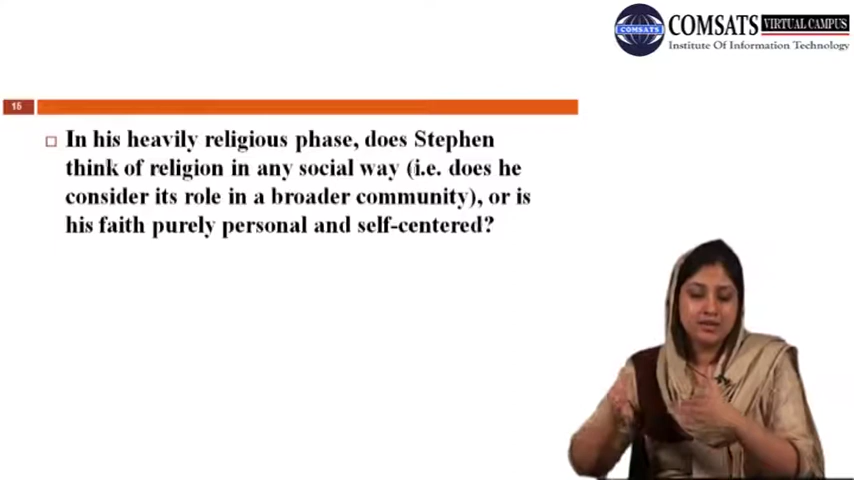 COMSATS VIRTUAL CAMPUS
COMSATS
Institute Of Information Technology
15
In his heavily religious phase, does Stephen
think of religion in any social way (i.e. does he
consider its role in a broader community), or is
his faith purely personal and self-centered?